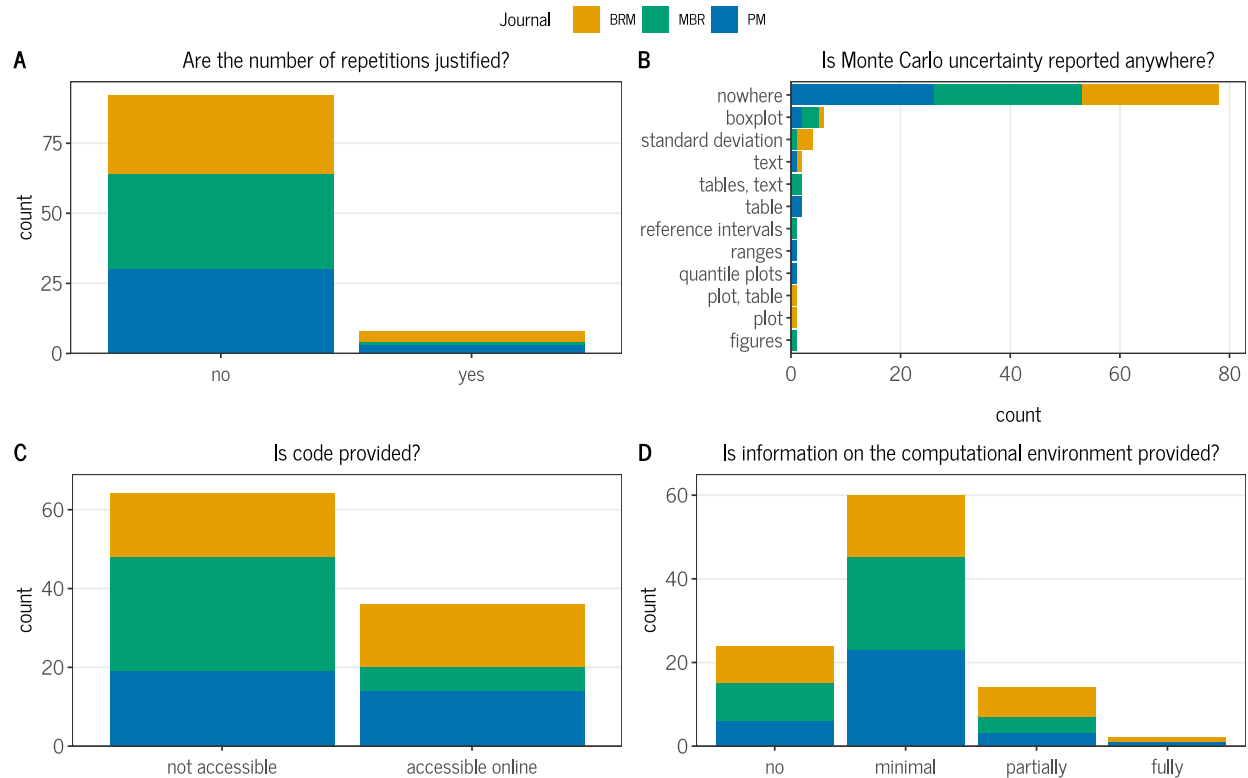 Journal BRM MBR PM
A Are the number of repetitions justified?
count
75
50
25
0
no yes
B Is Monte Carlo uncertainty reported anywhere?
nowhere
boxplot
standard deviation
text
tables, text
table
reference intervals
ranges
quantile plots
plot, table
plot
figures
0 20 40 60 80
count
C Is code provided?
count
60
40
20
0
not accessible accessible online
D Is information on the computational environment provided?
count
60
40
20
0
no minimal partially fully